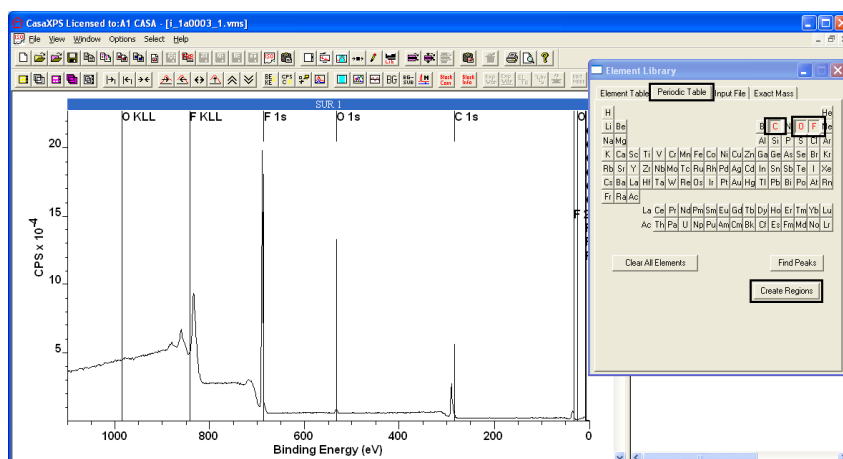 CasaXPS Licensed to:A1 CASA - [i_1a0003_1.vms]
File View Window Options Select Help
SUR 1
O KLL F KLL F 1s O 1s C 1s O
F
20
15
10
5
CPS x 10-4
1000 800 600 400 200 0
Binding Energy (eV)
Element Library
Element Table Periodic Table Input File Exact Mass
H He
Li Be B C N O F Ne
Na Mg Al Si P S Cl Ar
K Ca Sc Ti V Cr Mn Fe Co Ni Cu Zn Ga Ge As Se Br Kr
Rb Sr Y Zr Nb Mo Tc Ru Rh Pd Ag Cd In Sn Sb Te I Xe
Cs Ba La Hf Ta W Re Os Ir Pt Au Hg Tl Pb Bi Po At Rn
Fr Ra Ac
La Ce Pr Nd Pm Sm Eu Gd Tb Dy Ho Er Tm Yb Lu
Ac Th Pa U Np Pu Am Cm Bk Cf Es Fm Md No Lr
Clear All Elements Find Peaks
Create Regions